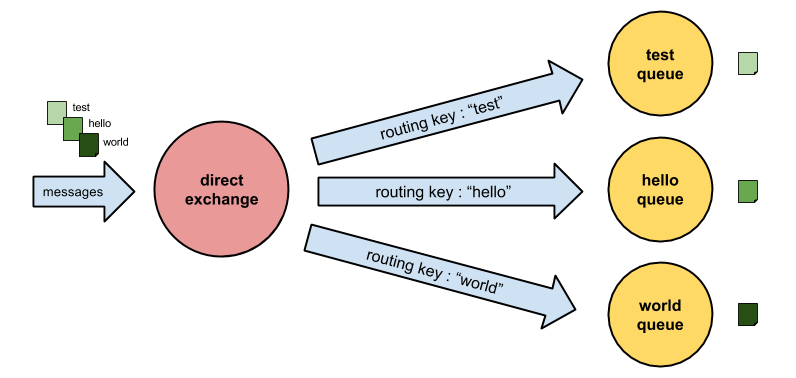 test
hello
world
messages
direct
exchange
routing key : “test”
routing key : “hello”
routing key : “world”
test
queue
hello
queue
world
queue